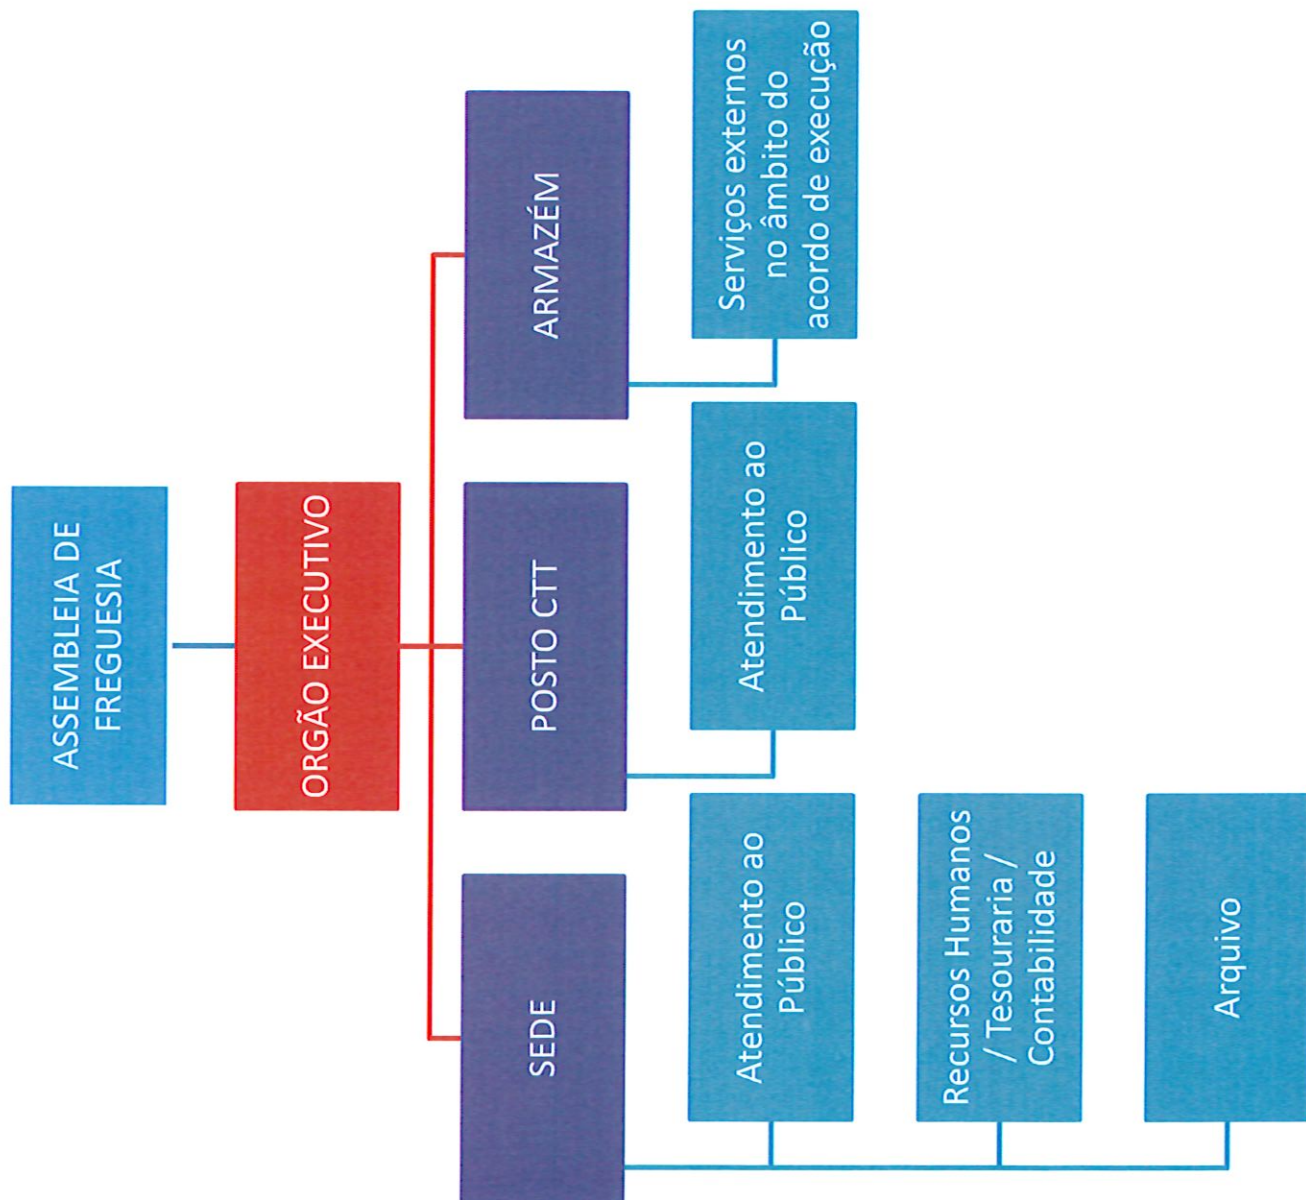 ASSEMBLEIA DE
FREGUESIA
ORGÃO EXECUTIVO
SEDE
POSTO CTT
ARMAZÉM
Atendimento ao
Público
Recursos Humanos
/ Tesouraria /
Contabilidade
Arquivo
Atendimento ao
Público
Serviços externos
no âmbito do
acordo de execução